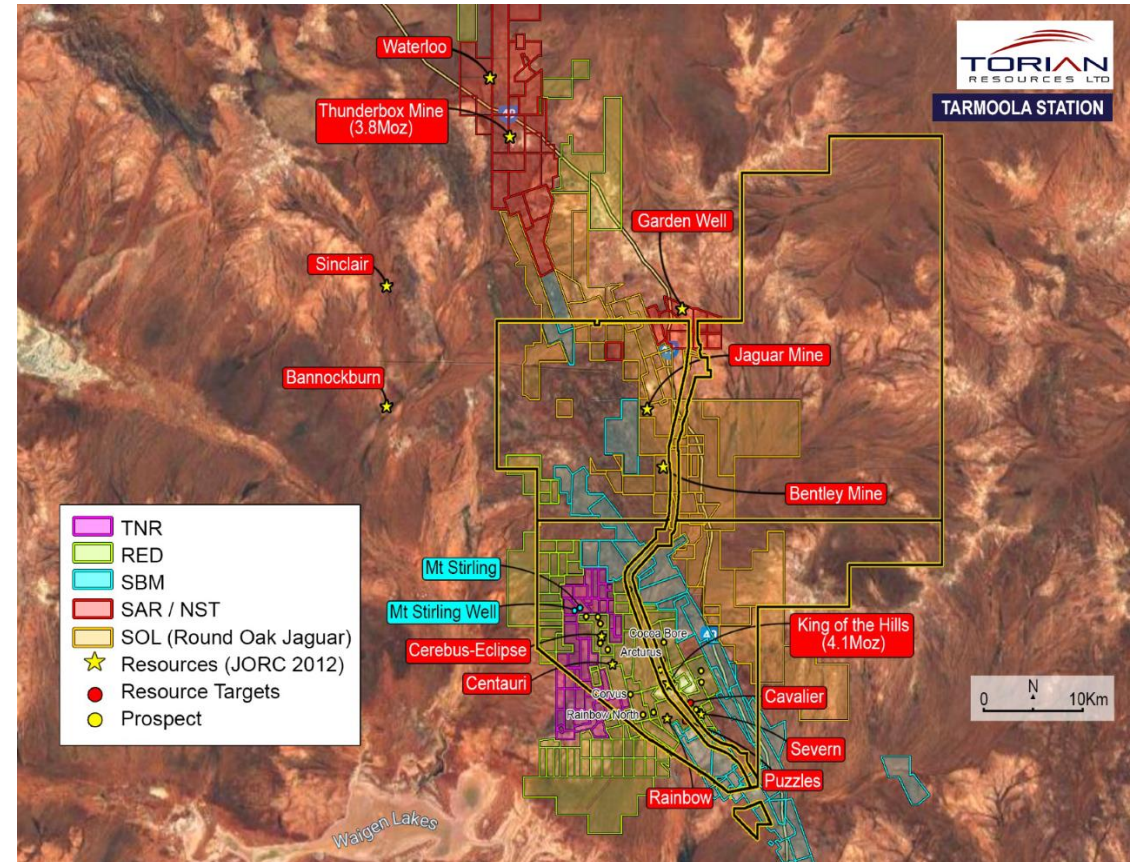 TORIAN
RESOURCES LTD
TARMOOLA STATION
Waterloo
Thunderbox Mine
(3.8Moz)
Garden Well
Sinclair
Jaguar Mine
Bannockburn
Bentley Mine
TNR
RED
SBM
SAR / NST
SOL (Round Oak Jaguar)
Resources (JORC 2012)
Resource Targets
Prospect
Mt Stirling
Mt Stirling Well
Cerebus-Eclipse
Centauri
Cocoa Bore
Arcturus
Corvus
Rainbow North
King of the Hills
(4.1Moz)
Cavalier
Severn
Puzzles
Rainbow
N
0 10Km
Waigen Lakes